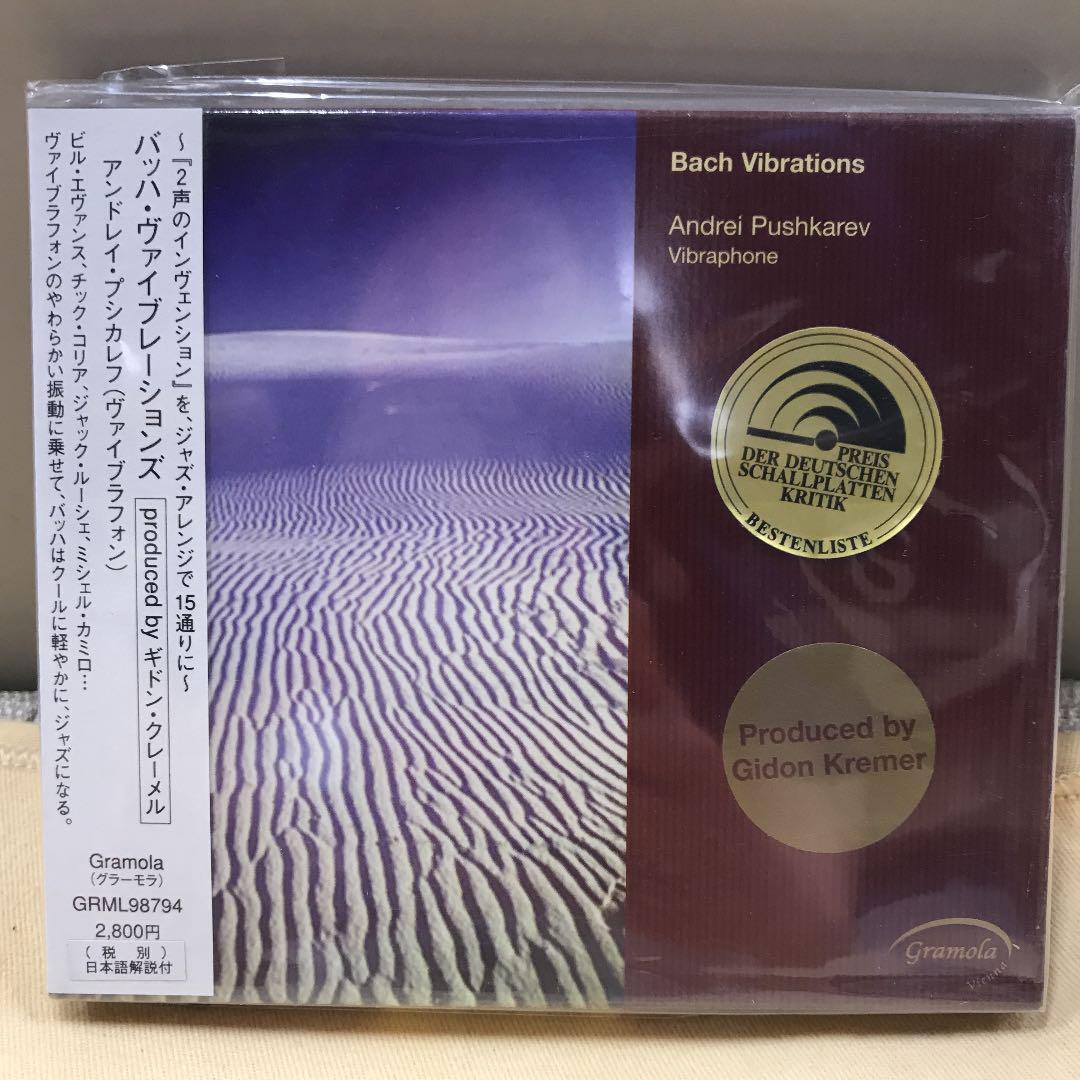 ～『2声のインヴェンション』を、ジャズ・アレンジで15通りに～
バッハ・ヴァイブレーションズ produced by ギドン・クレーメル
アンドレイ・プシカレフ(ヴァイブラフォン)
ビル・エヴァンス、チック・コリア、ジャック・ルーシェ、ミシェル・カミロ…
ヴァイブラフォンのやわらかい振動に乗せて、バッハはクールに軽やかに、ジャズになる。
Gramola
(グラーモラ)
GRML98794
2,800円
(税別)
日本語解説付
Bach Vibrations
Andrei Pushkarev
Vibraphone
PREIS
DER DEUTSCHEN
SCHALLPLATTEN
KRITIK
BESTENLISTE
Produced by
Gidon Kremer
Gramola
Vienna